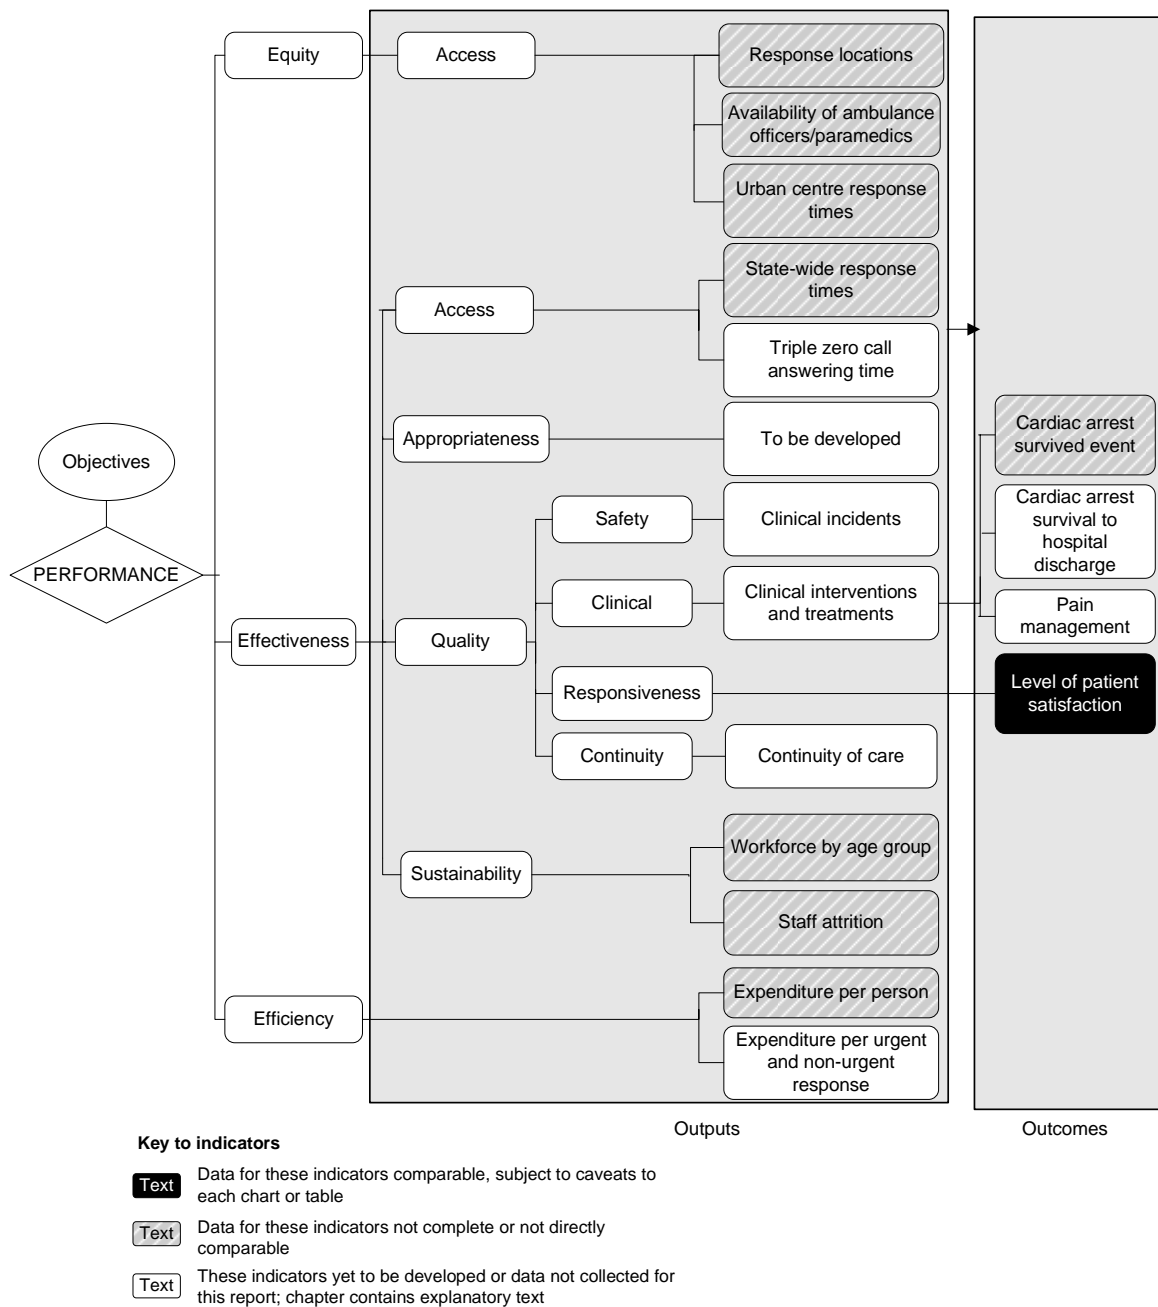 Equity
Access
Response locations
Availability of ambulance
officers/paramedics
Urban centre response
times
State-wide response
times
Access
Triple zero call
answering time
Objectives
Appropriateness
To be developed
Cardiac arrest
survived event
Safety
Clinical incidents
Cardiac arrest
survival to
hospital
discharge
PERFORMANCE
Clinical
Clinical interventions
and treatments
Pain
management
Effectiveness
Quality
Responsiveness
Level of patient
satisfaction
Continuity
Continuity of care
Sustainability
Workforce by age group
Staff attrition
Efficiency
Expenditure per person
Expenditure per urgent
and non-urgent
response
Outputs
Outcomes
Key to indicators
Text
Data for these indicators comparable, subject to caveats to
each chart or table
Text
Data for these indicators not complete or not directly
comparable
Text
These indicators yet to be developed or data not collected for
this report; chapter contains explanatory text